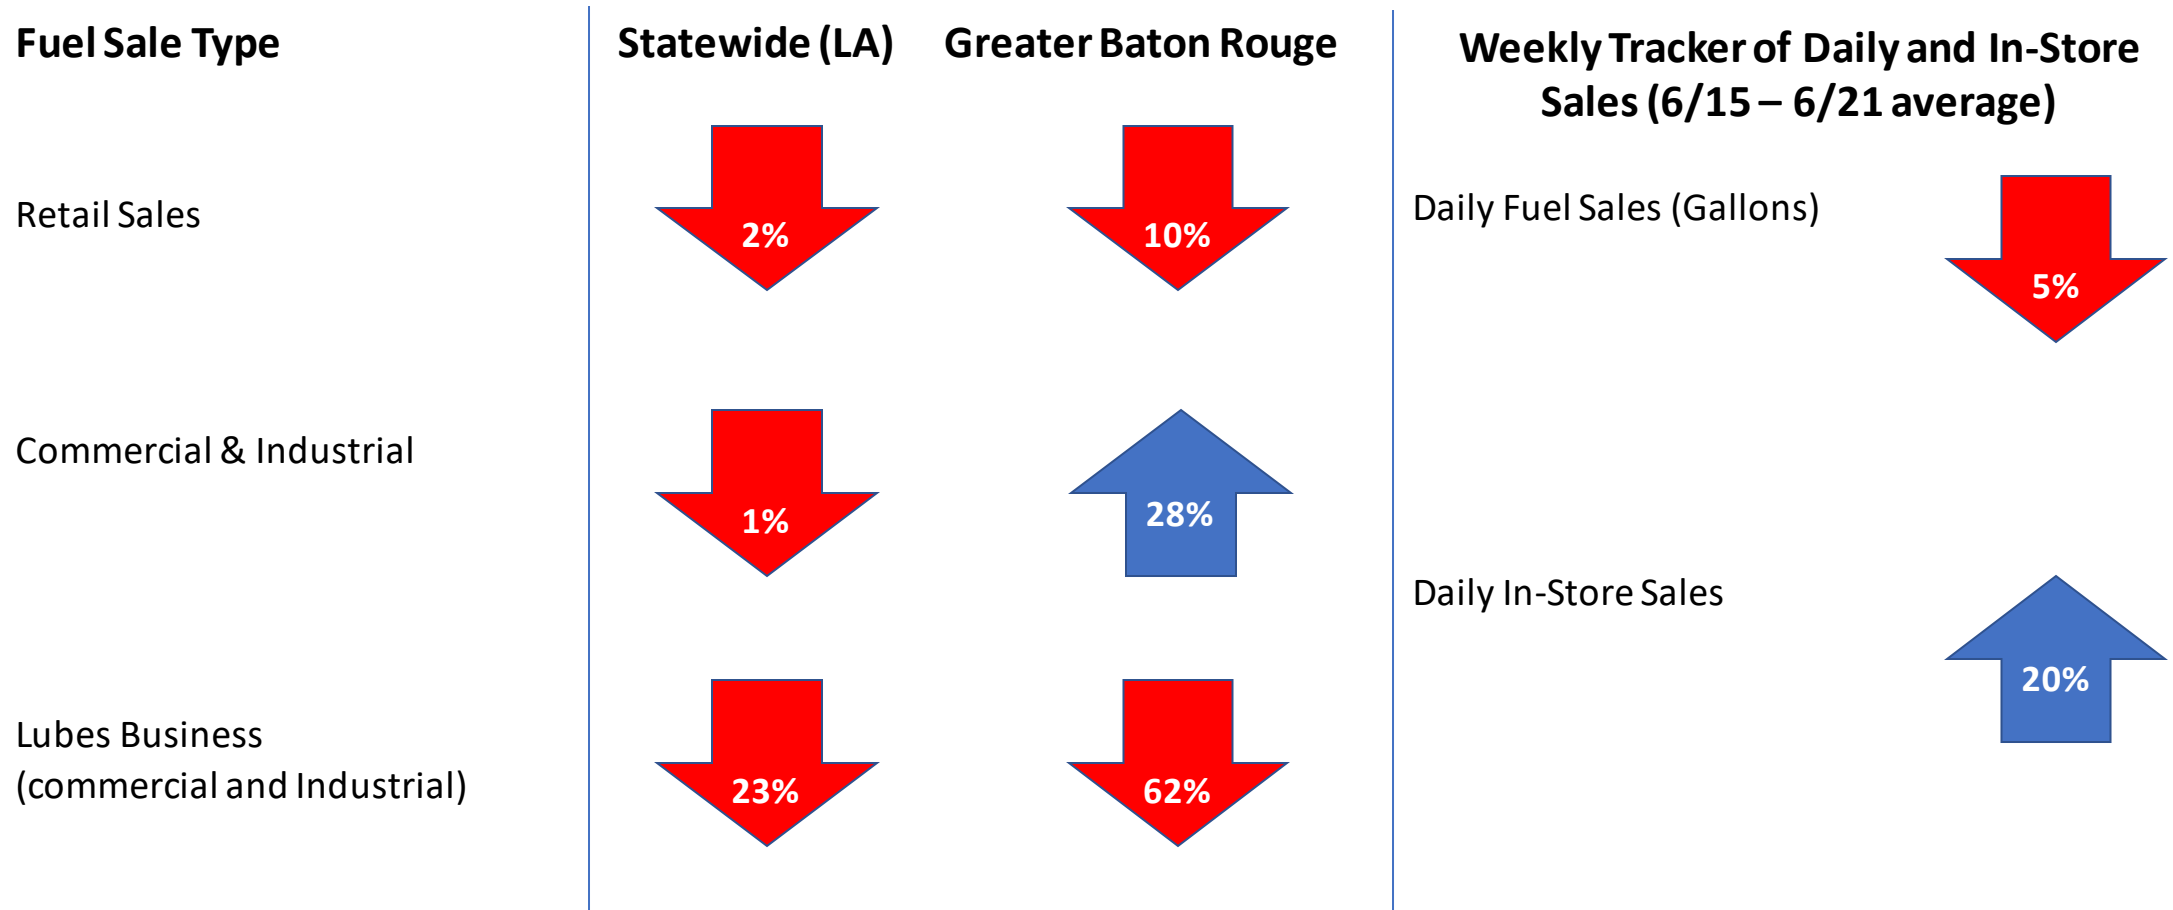 Fuel Sale Type
Statewide (LA)
Greater Baton Rouge
Retail Sales
2%
10%
Commercial & Industrial
1%
28%
Lubes Business
(commercial and Industrial)
23%
62%
Weekly Tracker of Daily and In-Store
Sales (6/15 – 6/21 average)
Daily Fuel Sales (Gallons)
5%
Daily In-Store Sales
20%